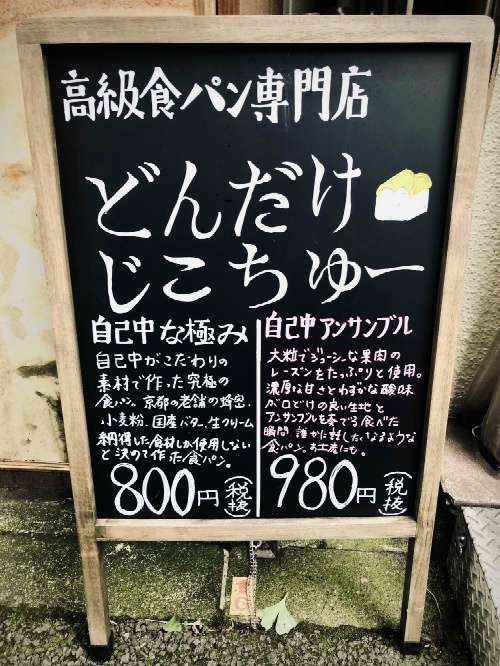 高級食パン専門店
どんだけ
じこちゅー
自己中な極み
自己中がこだわりの
素材で作った究極の
食パン。京都の老舗の蜂蜜、
小麦粉、国産バター、生クリーム
納得した食材しか使用しない
と決めて作った食パン。
800円(税抜)
自己中アンサンブル
大粒でジューシーな果肉の
レーズンをたっぷりと使用。
濃厚な甘さとわずかな酸味
が口どけの良い生地と
アンサンブルを奏でる食べた
瞬間、誰かに渡したくなるような
食パン。お土産にも。
980円(税抜)